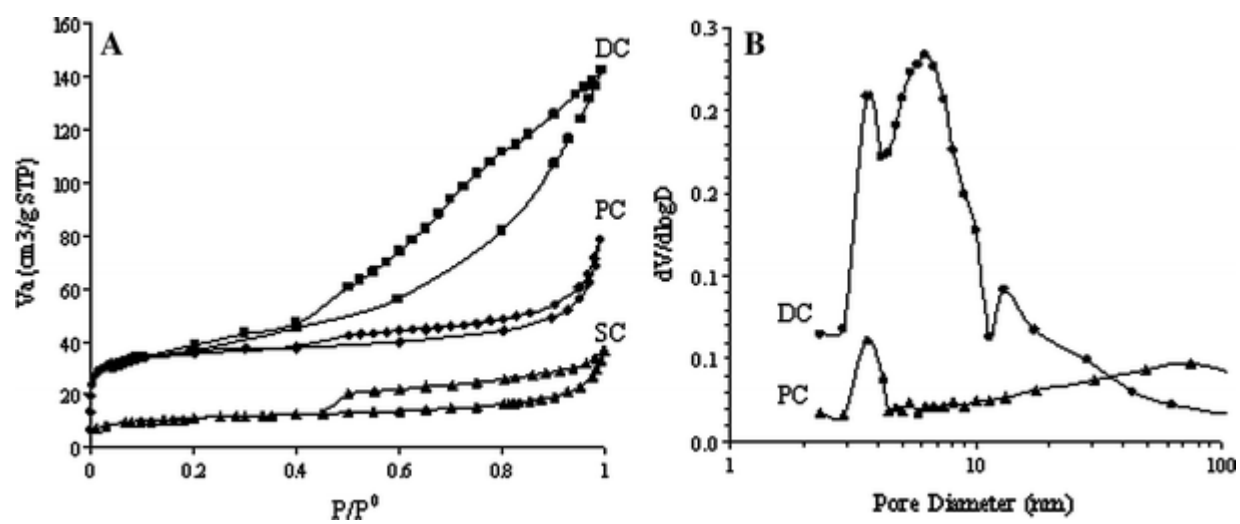 A
Va (cm3/g STP)
160
140
120
100
80
60
40
20
0
DC
PC
SC
0
0.2
0.4
0.6
0.8
1
P/P⁰
B
dV/dlogD
0.3
0.2
0.2
0.1
0.1
0.0
DC
PC
1
10
100
Pore Diameter (nm)